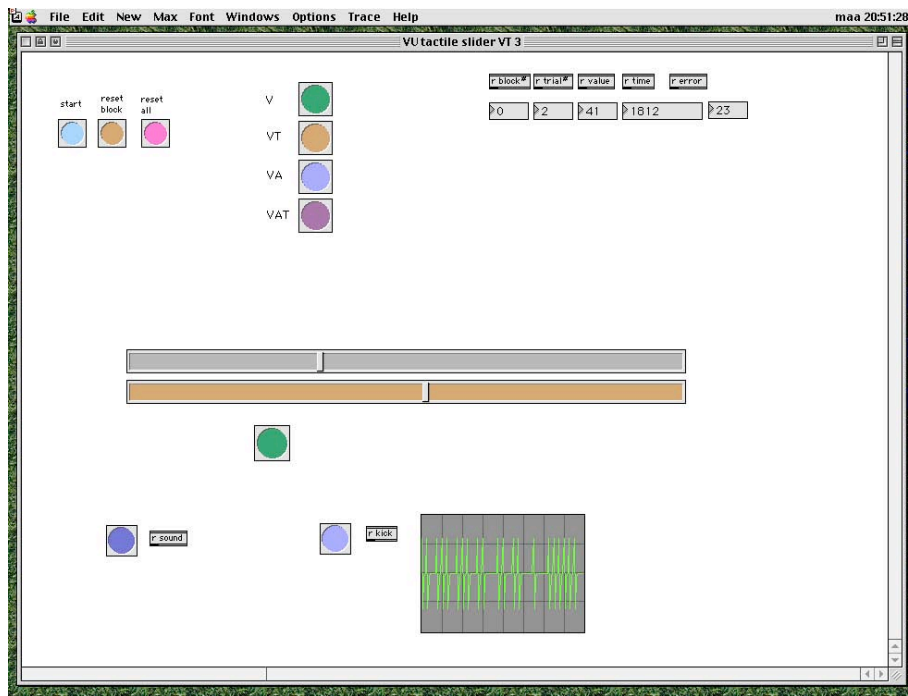 File Edit New Max Font Windows Options Trace Help maa 20:51:28
VU tactile slider VT 3
r block# r trial# r value r time r error
0 2 41 1812 23
start reset block reset all
V
VT
VA
VAT
r sound
r kick